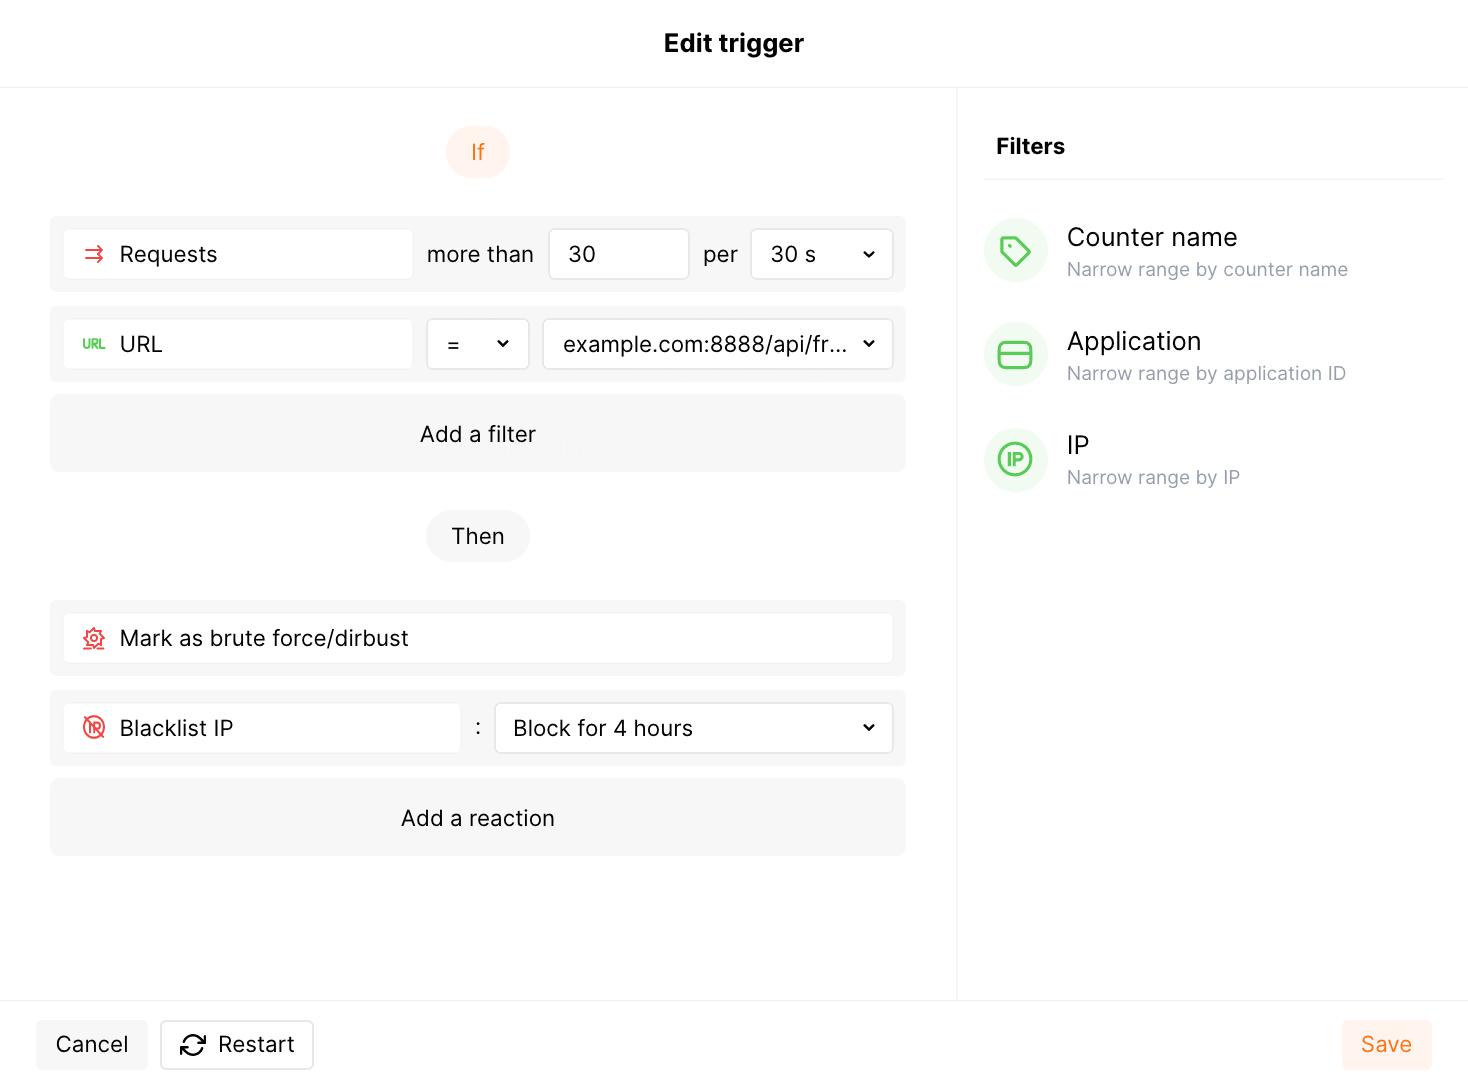 Edit trigger
If
Requests more than 30 per 30 s
URL URL = example.com:8888/api/fr...
Add a filter
Then
Mark as brute force/dirbust
IP Blacklist IP : Block for 4 hours
Add a reaction
Filters
Counter name
Narrow range by counter name
Application
Narrow range by application ID
IP IP
Narrow range by IP
Cancel Restart Save